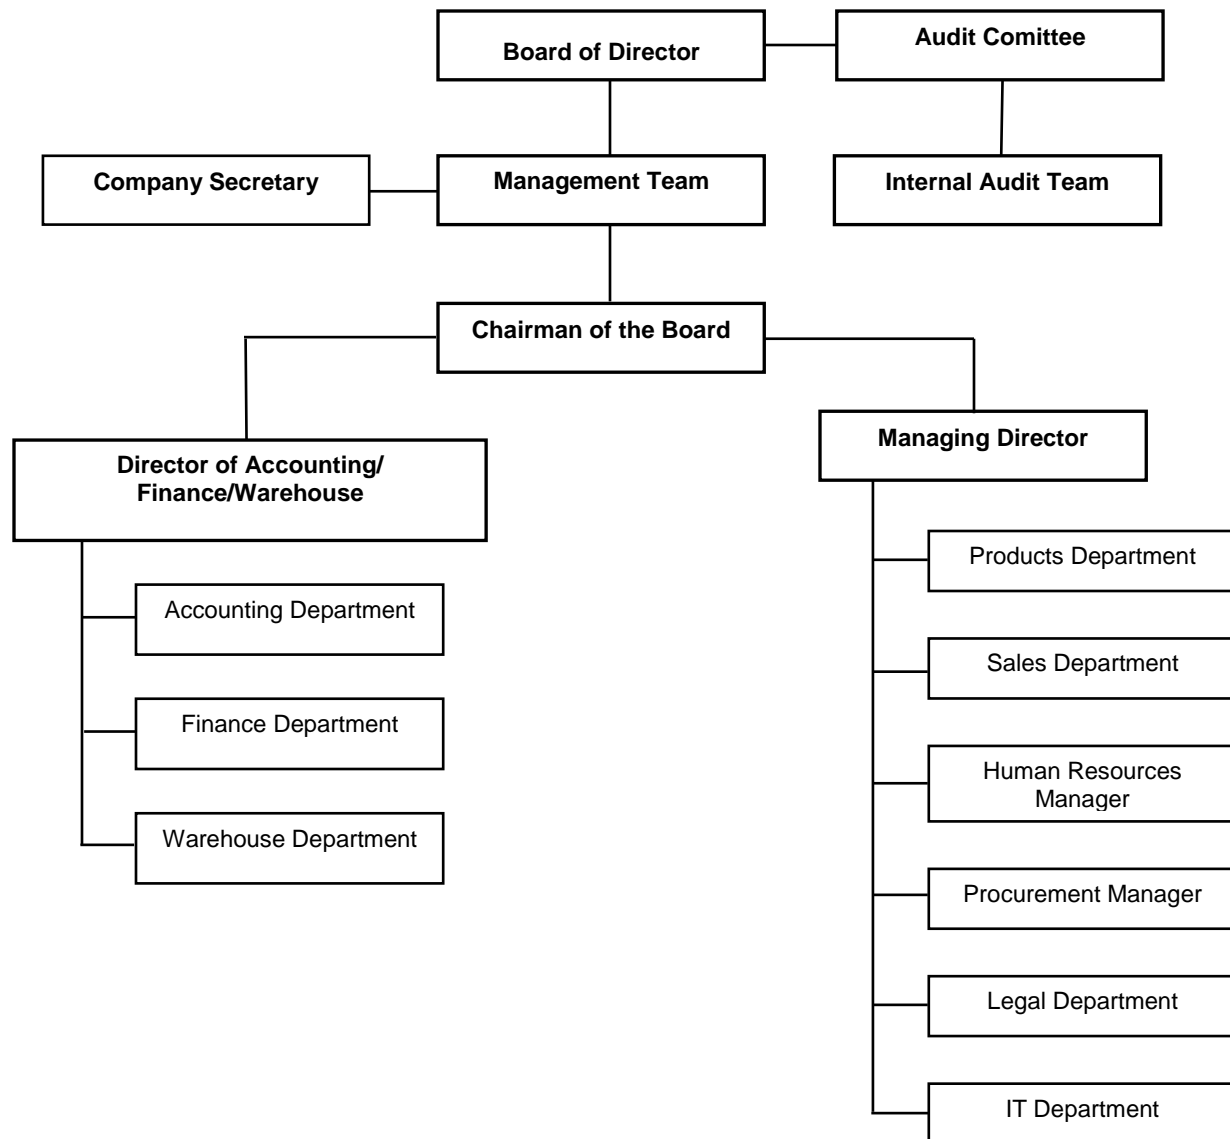 Board of Director
Audit Comittee
Company Secretary
Management Team
Internal Audit Team
Chairman of the Board
Director of Accounting/
Finance/Warehouse
Managing Director
Accounting Department
Finance Department
Warehouse Department
Products Department
Sales Department
Human Resources
Manager
Procurement Manager
Legal Department
IT Department